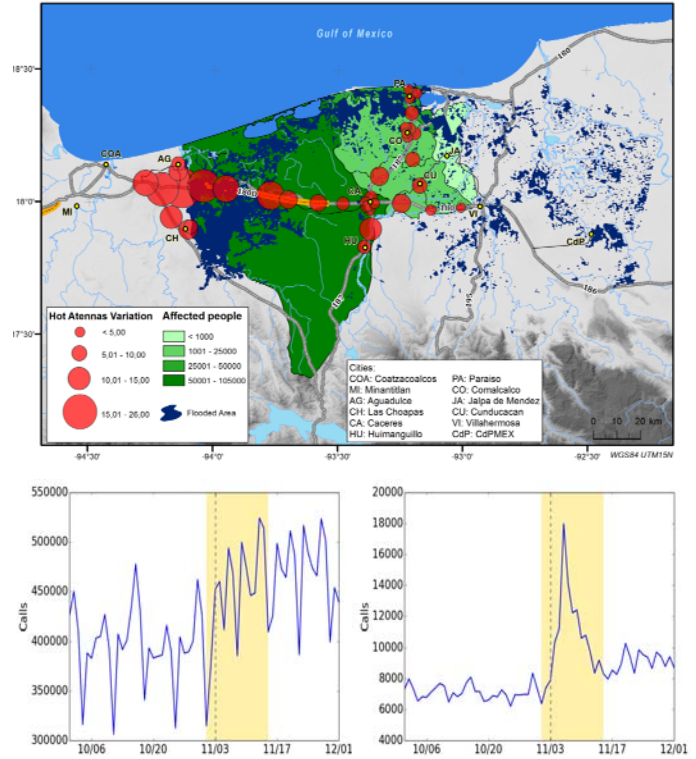 Gulf of Mexico
18°30'
18°00'
17°30'
PA
180
COA
AG
CO
187
JA
CU
CA
180D
MI
CH
HU
VI
CdP
187
195
186
Hot Atennas Variation
< 5,00
5,01 - 10,00
10,01 - 15,00
15,01 - 26,00
Affected people
< 1000
1001 - 25000
25001 - 50000
50001 - 105000
Flooded Area
Cities:
COA: Coatzacoalcos PA: Paraiso
MI: Minantitlan CO: Comalcalco
AG: Aguadulce JA: Jalpa de Mendez
CH: Las Choapas CU: Cunducacan
CA: Caceres VI: Villahermosa
HU: Huimanguillo CdP: CdPMEX
0 10 20 km
-94°30' -94°00' -93°30' -93°00' -92°30'
WGS84 UTM15N
Calls
550000
500000
450000
400000
350000
300000
10/06 10/20 11/03 11/17 12/01
Calls
20000
18000
16000
14000
12000
10000
8000
6000
4000
10/06 10/20 11/03 11/17 12/01